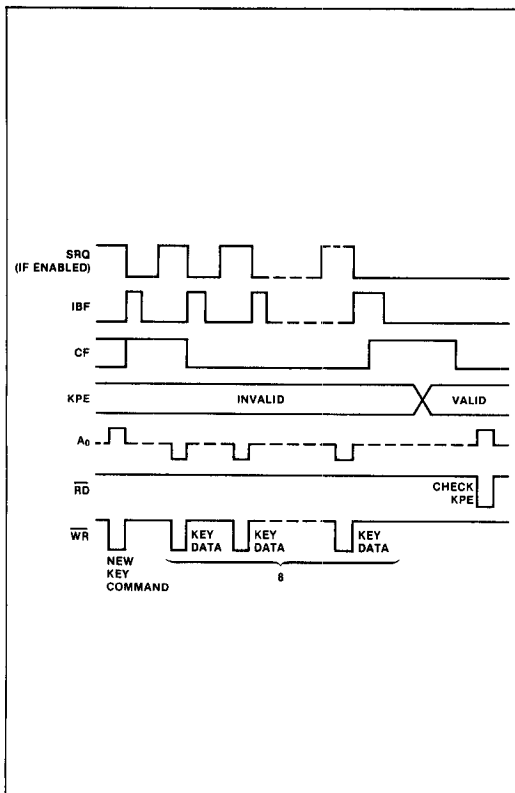 SRQ
(IF ENABLED)
IBF
CF
KPE
INVALID
VALID
A0
RD
CHECK
KPE
WR
KEY
DATA
KEY
DATA
KEY
DATA
NEW
KEY
COMMAND
8